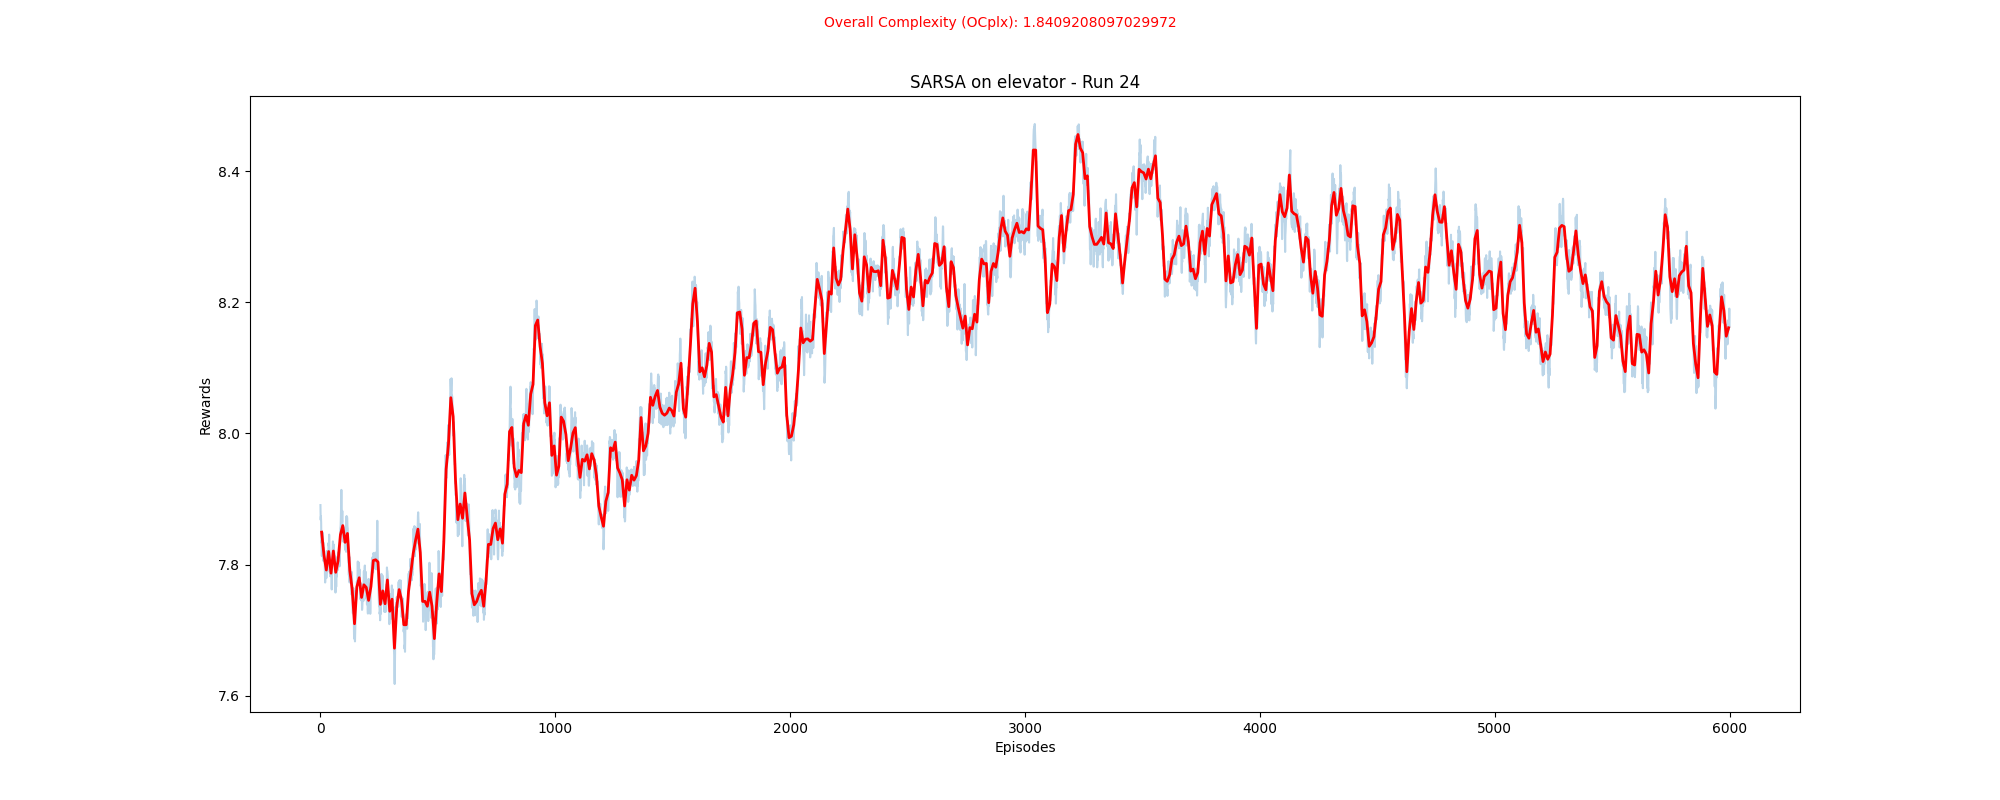 Overall Complexity (OCplx): 1.8409208097029972
SARSA on elevator - Run 24
Rewards
8.4
8.2
8.0
7.8
7.6
0 1000 2000 3000 4000 5000 6000
Episodes